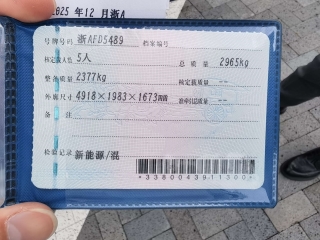 2025 年 12 月 浙A
号牌号码 浙AFD5489 档案编号
核定载人数 5人 总质量 2965kg
整备质量 2377kg 核定载质量 --
外廓尺寸 4918×1983×1673mm 准牵引总质量 --
备注
检验记录 新能源/混
*3380043911300*